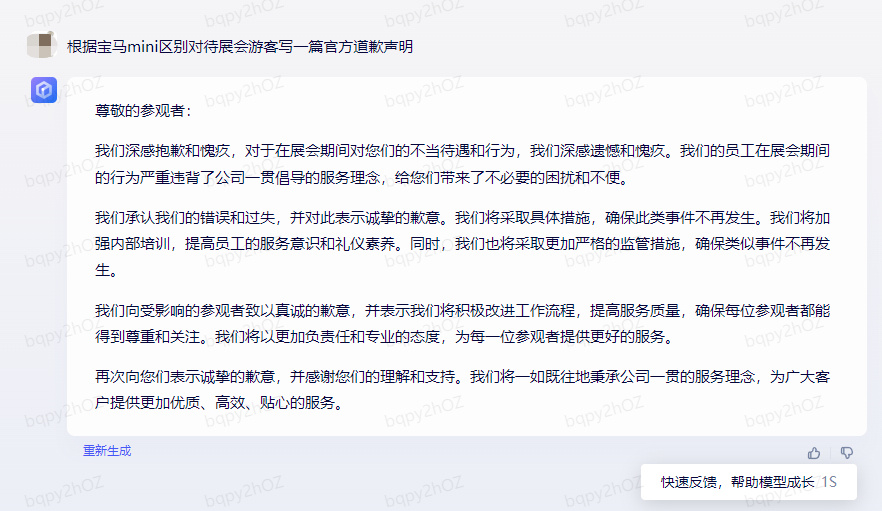 根据宝马mini区别对待展会游客写一篇官方道歉声明
尊敬的参观者：
我们深感抱歉和愧疚，对于在展会期间对您们的不当待遇和行为，我们深感遗憾和愧疚。我们的员工在展会期间
的行为严重违背了公司一贯倡导的服务理念，给您们带来了不必要的困扰和不便。
我们承认我们的错误和过失，并对此表示诚挚的歉意。我们将采取具体措施，确保此类事件不再发生。我们将加
强内部培训，提高员工的服务意识和礼仪素养。同时，我们也将采取更加严格的监管措施，确保类似事件不再发
生。
我们向受影响的参观者致以真诚的歉意，并表示我们将积极改进工作流程，提高服务质量，确保每位参观者都能
得到尊重和关注。我们将以更加负责任和专业的态度，为每一位参观者提供更好的服务。
再次向您们表示诚挚的歉意，并感谢您们的理解和支持。我们将一如既往地秉承公司一贯的服务理念，为广大客
户提供更加优质、高效、贴心的服务。
重新生成
快速反馈，帮助模型成长 1S
bqpy2hOZ